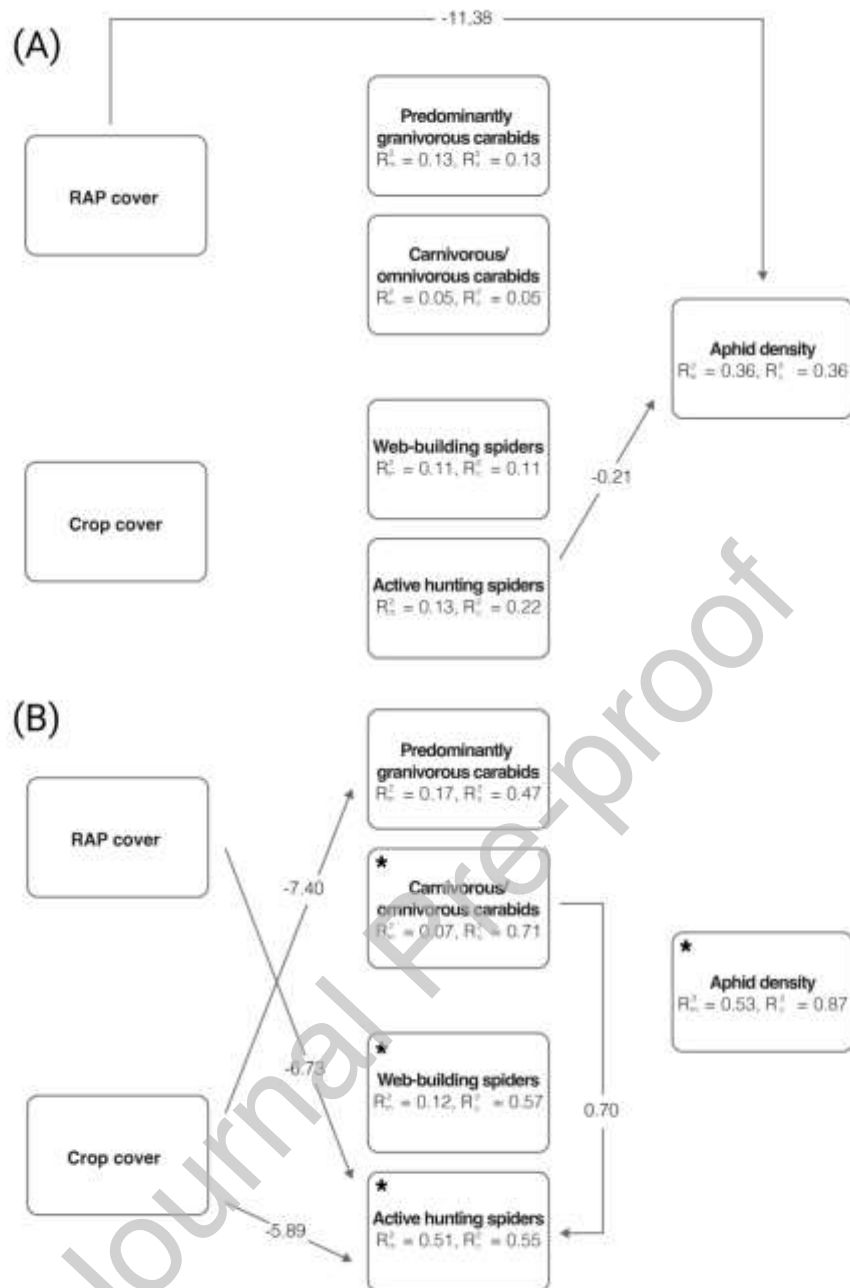 (A)
-11.38
RAP cover
Predominantly
granivorous carabids
R²m = 0.13, R²c = 0.13
Carnivorous/
omnivorous carabids
R²m = 0.05, R²c = 0.05
Aphid density
R²m = 0.36, R²c = 0.36
Crop cover
Web-building spiders
R²m = 0.11, R²c = 0.11
-0.21
Active hunting spiders
R²m = 0.13, R²c = 0.22
(B)
RAP cover
Predominantly
granivorous carabids
R²m = 0.17, R²c = 0.47
-7.40
*
Carnivorous/
omnivorous carabids
R²m = 0.07, R²c = 0.71
*
Aphid density
R²m = 0.53, R²c = 0.87
-6.73
*
Web-building spiders
R²m = 0.12, R²c = 0.57
0.70
Crop cover
-5.89
*
Active hunting spiders
R²m = 0.51, R²c = 0.55
Journal Pre-proof